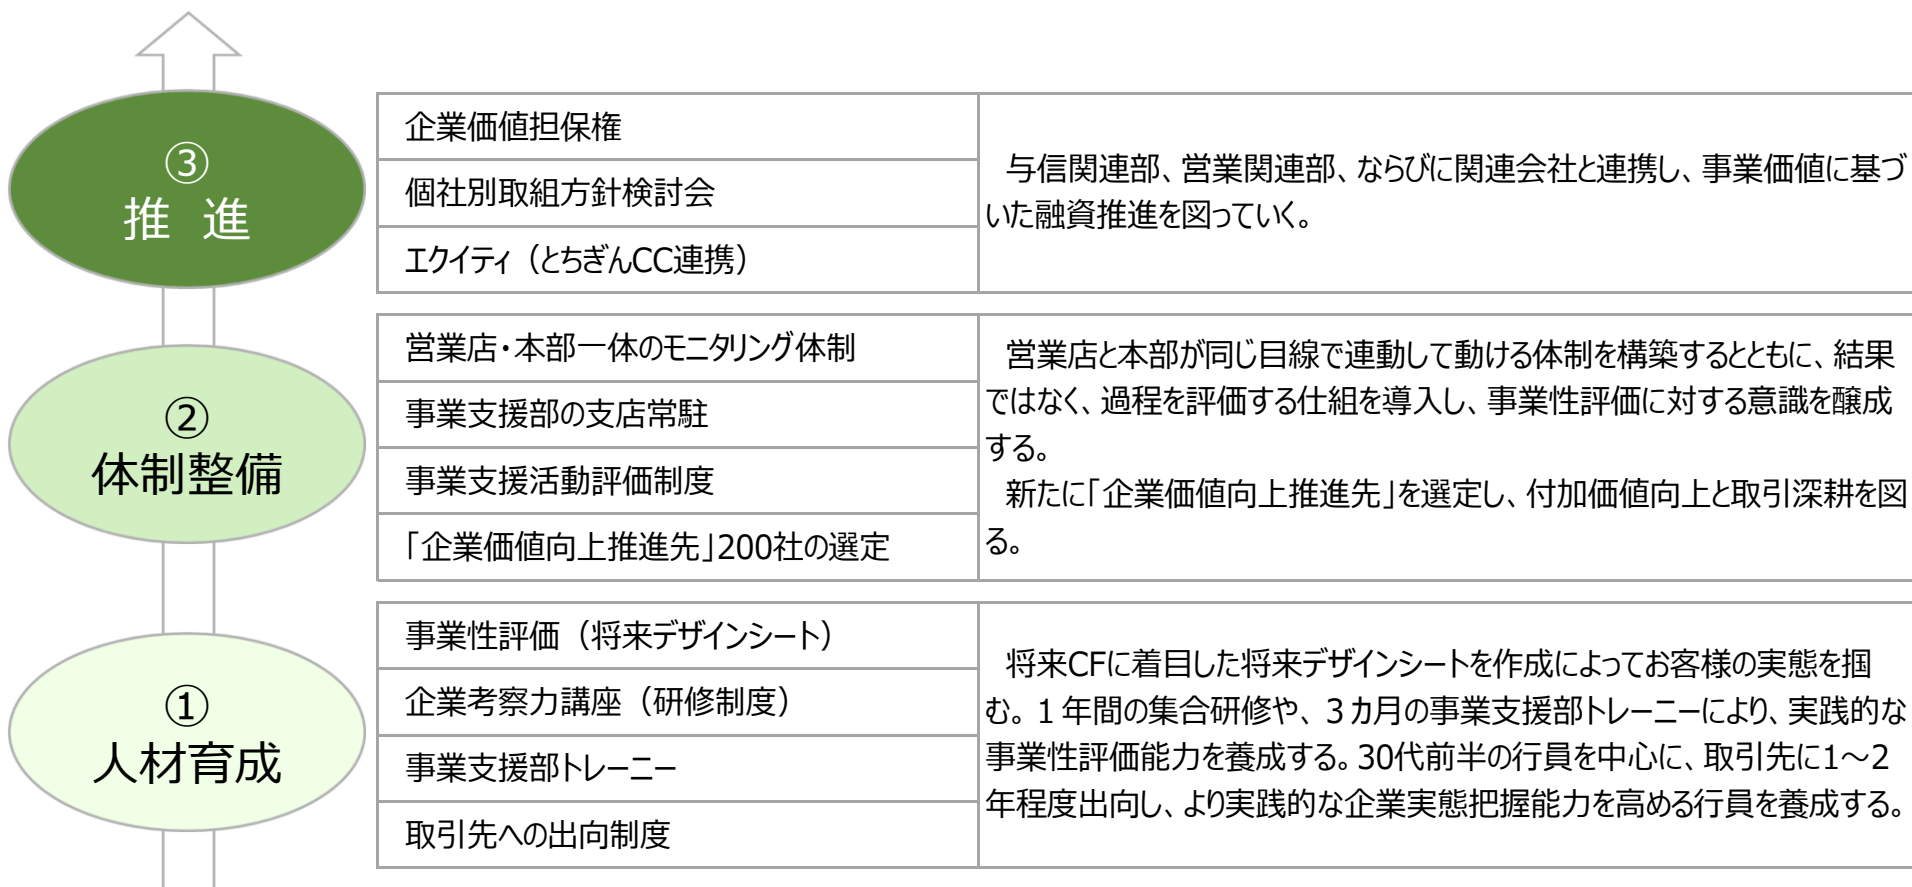 ③
推 進
企業価値担保権
個社別取組方針検討会
エクイティ（とちぎんCC連携）
与信関連部、営業関連部、ならびに関連会社と連携し、事業価値に基づ
いた融資推進を図っていく。
②
体制整備
営業店・本部一体のモニタリング体制
事業支援部の支店常駐
事業支援活動評価制度
「企業価値向上推進先」200社の選定
営業店と本部が同じ目線で連動して動ける体制を構築するとともに、結果
ではなく、過程を評価する仕組を導入し、事業性評価に対する意識を醸成
する。
新たに「企業価値向上推進先」を選定し、付加価値向上と取引深耕を図
る。
①
人材育成
事業性評価（将来デザインシート）
企業考察力講座（研修制度）
事業支援部トレーニー
取引先への出向制度
将来CFに着目した将来デザインシートを作成によってお客様の実態を掴
む。１年間の集合研修や、３カ月の事業支援部トレーニーにより、実践的な
事業性評価能力を養成する。30代前半の行員を中心に、取引先に1～2
年程度出向し、より実践的な企業実態把握能力を高める行員を養成する。